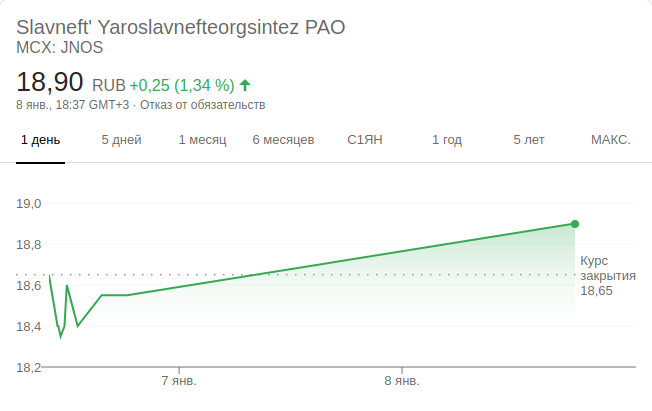 Slavneft' Yaroslavnefteorgsintez PAO
MCX: JNOS
18,90 RUB +0,25 (1,34 %)
8 янв., 18:37 GMT+3 · Отказ от обязательств
1 день 5 дней 1 месяц 6 месяцев С1ЯН 1 год 5 лет МАКС.
19,0
18,8
Курс
закрытия
18,6
18,65
18,4
18,2
7 янв. 8 янв.